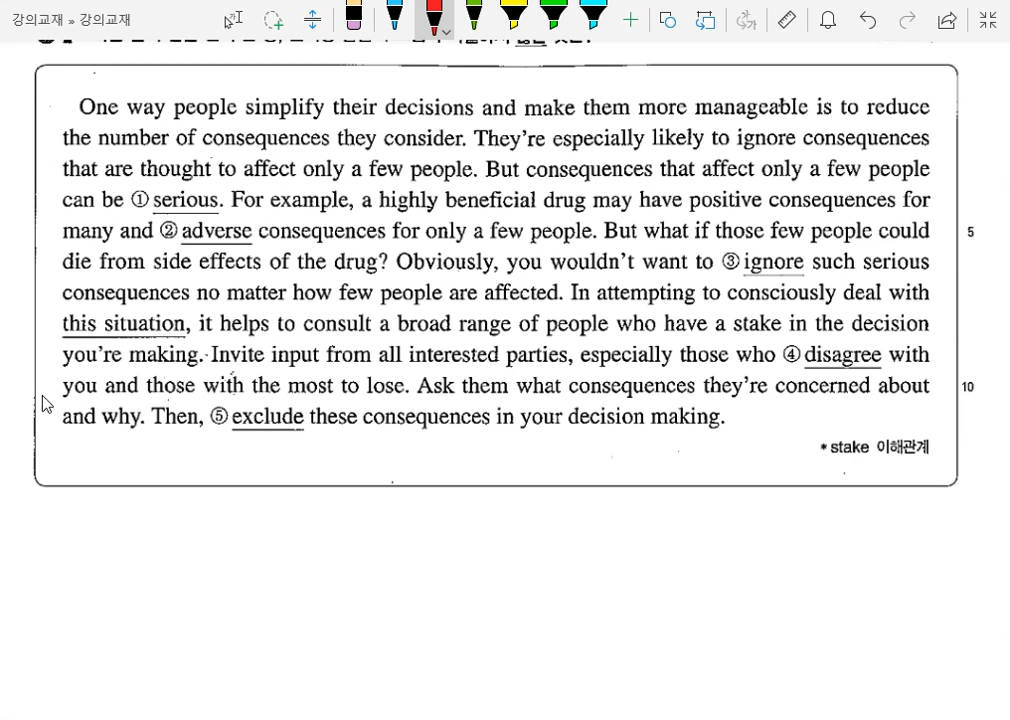 강의교재 » 강의교재
One way people simplify their decisions and make them more manageable is to reduce
the number of consequences they consider. They're especially likely to ignore consequences
that are thought to affect only a few people. But consequences that affect only a few people
can be ① serious. For example, a highly beneficial drug may have positive consequences for
many and ② adverse consequences for only a few people. But what if those few people could
5
die from side effects of the drug? Obviously, you wouldn't want to ③ ignore such serious
consequences no matter how few people are affected. In attempting to consciously deal with
this situation, it helps to consult a broad range of people who have a stake in the decision
you're making. Invite input from all interested parties, especially those who ④ disagree with
you and those with the most to lose. Ask them what consequences they're concerned about
10
and why. Then, ⑤ exclude these consequences in your decision making.
* stake 이해관계